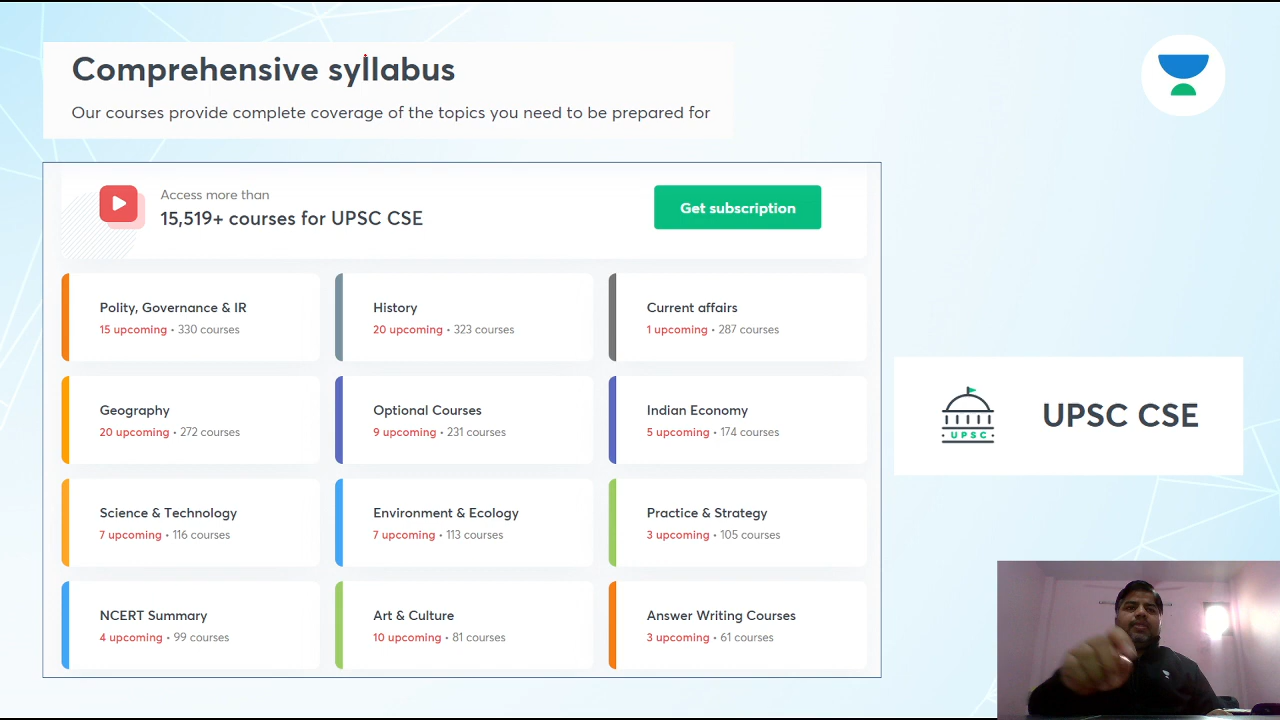 Comprehensive syllabus
Our courses provide complete coverage of the topics you need to be prepared for
Access more than
15,519+ courses for UPSC CSE
Get subscription
Polity, Governance & IR
15 upcoming • 330 courses
History
20 upcoming • 323 courses
Current affairs
1 upcoming • 287 courses
Geography
20 upcoming • 272 courses
Optional Courses
9 upcoming • 231 courses
Indian Economy
5 upcoming • 174 courses
Science & Technology
7 upcoming • 116 courses
Environment & Ecology
7 upcoming • 113 courses
Practice & Strategy
3 upcoming • 105 courses
NCERT Summary
4 upcoming • 99 courses
Art & Culture
10 upcoming • 81 courses
Answer Writing Courses
3 upcoming • 61 courses
UPSC
UPSC CSE